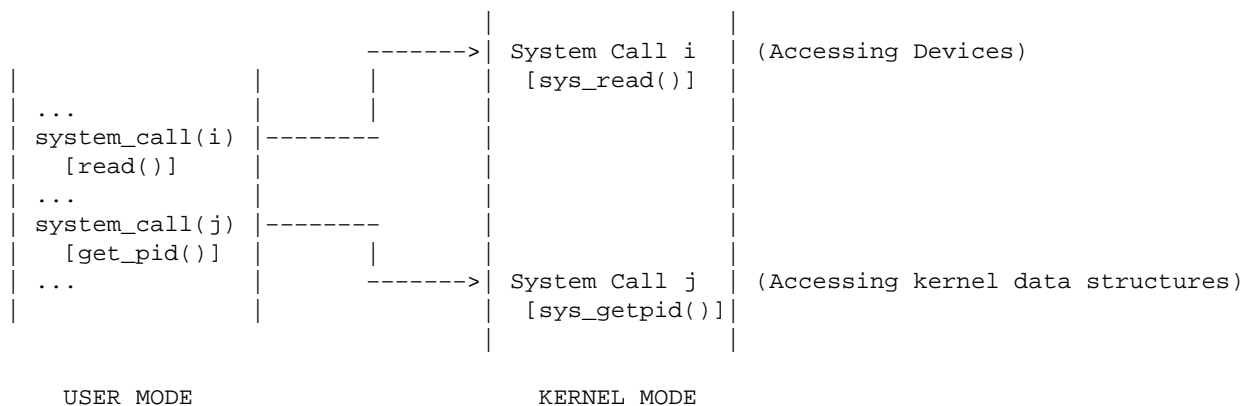 System Call i (Accessing Devices)
[sys_read()]
...
system_call(i)
[read()]
...
system_call(j)
[get_pid()]
... System Call j (Accessing kernel data structures)
[sys_getpid()]
USER MODE KERNEL MODE